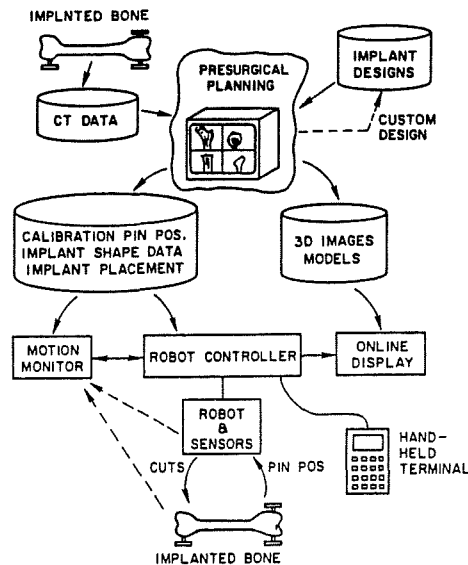 IMPLNTED BONE
CT DATA
PRESURGICAL
PLANNING
IMPLANT
DESIGNS
CUSTOM
DESIGN
CALIBRATION PIN POS.
IMPLANT SHAPE DATA
IMPLANT PLACEMENT
3D IMAGES
MODELS
MOTION
MONITOR
ROBOT CONTROLLER
ONLINE
DISPLAY
ROBOT
&
SENSORS
HAND-
HELD
TERMINAL
CUTS
PIN POS
IMPLANTED BONE